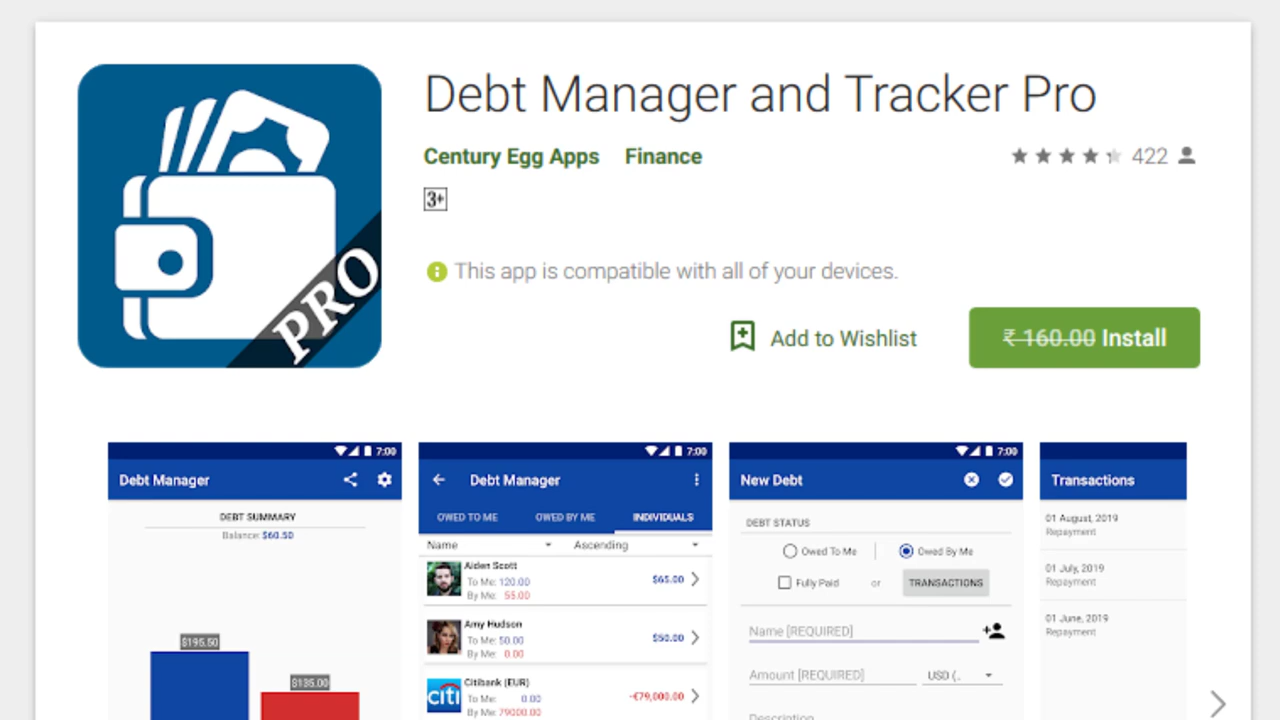 Debt Manager and Tracker Pro
Century Egg Apps Finance 422
3+
This app is compatible with all of your devices.
PRO
Add to Wishlist ₹ 160.00 Install
7:00
Debt Manager
DEBT SUMMARY
Balance: $60.50
$195.50
$135.00
7:00
Debt Manager
OWED TO ME OWED BY ME INDIVIDUALS
Name Ascending
Aiden Scott
To Me: 120.00 $65.00
By Me: 55.00
Amy Hudson
To Me: 50.00 $50.00
By Me: 0.00
citi
Citibank (EUR)
To Me: 0.00 -€79,000.00
By Me: 79000.00
7:00
New Debt
DEBT STATUS
Owed To Me Owed By Me
Fully Paid or TRANSACTIONS
Name [REQUIRED]
Amount [REQUIRED] USD (..
Description
Transactions
01 August, 2019
Repayment
01 July, 2019
Repayment
01 June, 2019
Repayment